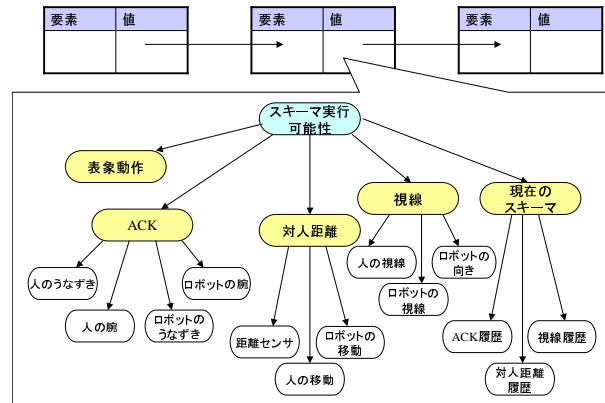 要素 値 要素 値 要素 値
スキーマ実行
可能性
表象動作
ACK
対人距離
視線
現在の
スキーマ
人のうなずき
人の腕
ロボットの
うなずき
ロボットの腕
距離センサ
人の移動
ロボットの
移動
人の視線
ロボットの
視線
ロボットの
向き
ACK履歴
対人距離
履歴
視線履歴